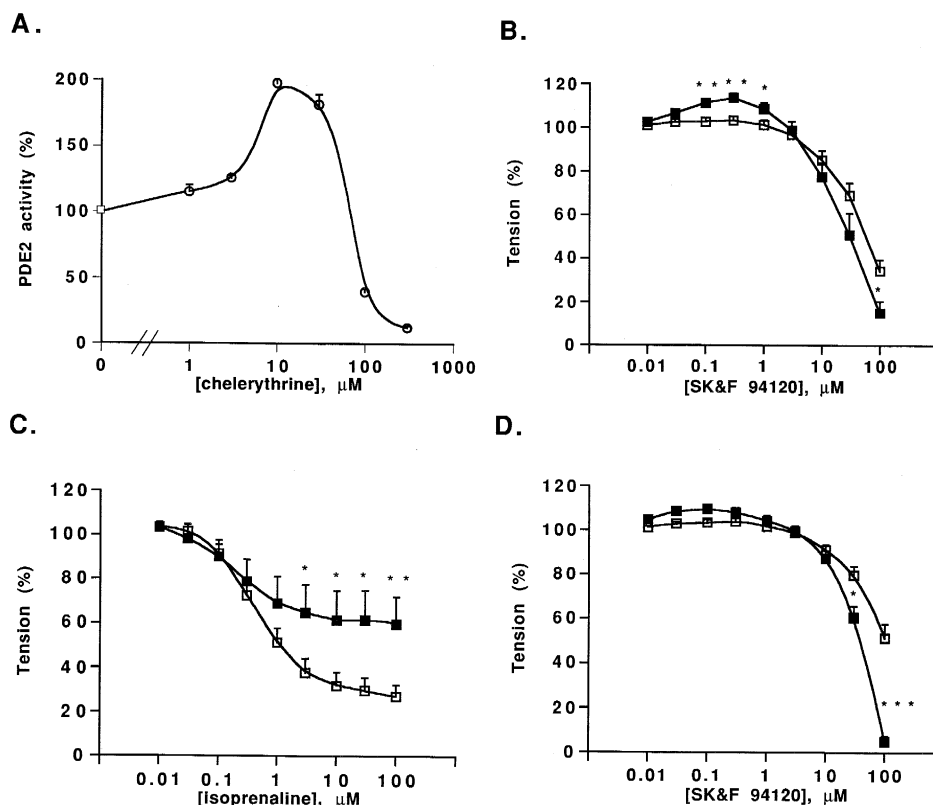 A.
PDE2 activity (%)
200
150
100
50
0
0 1 10 100 1000
[chelerythrine], μM
B.
Tension (%)
120
100
80
60
40
20
0
* * * * *
*
0.01 0.1 1 10 100
[SK&F 94120], μM
C.
Tension (%)
120
100
80
60
40
20
0
* * * * *
0.01 0.1 1 10 100
[isoprenaline], μM
D.
Tension (%)
120
100
80
60
40
20
0
*
* * *
0.01 0.1 1 10 100
[SK&F 94120], μM